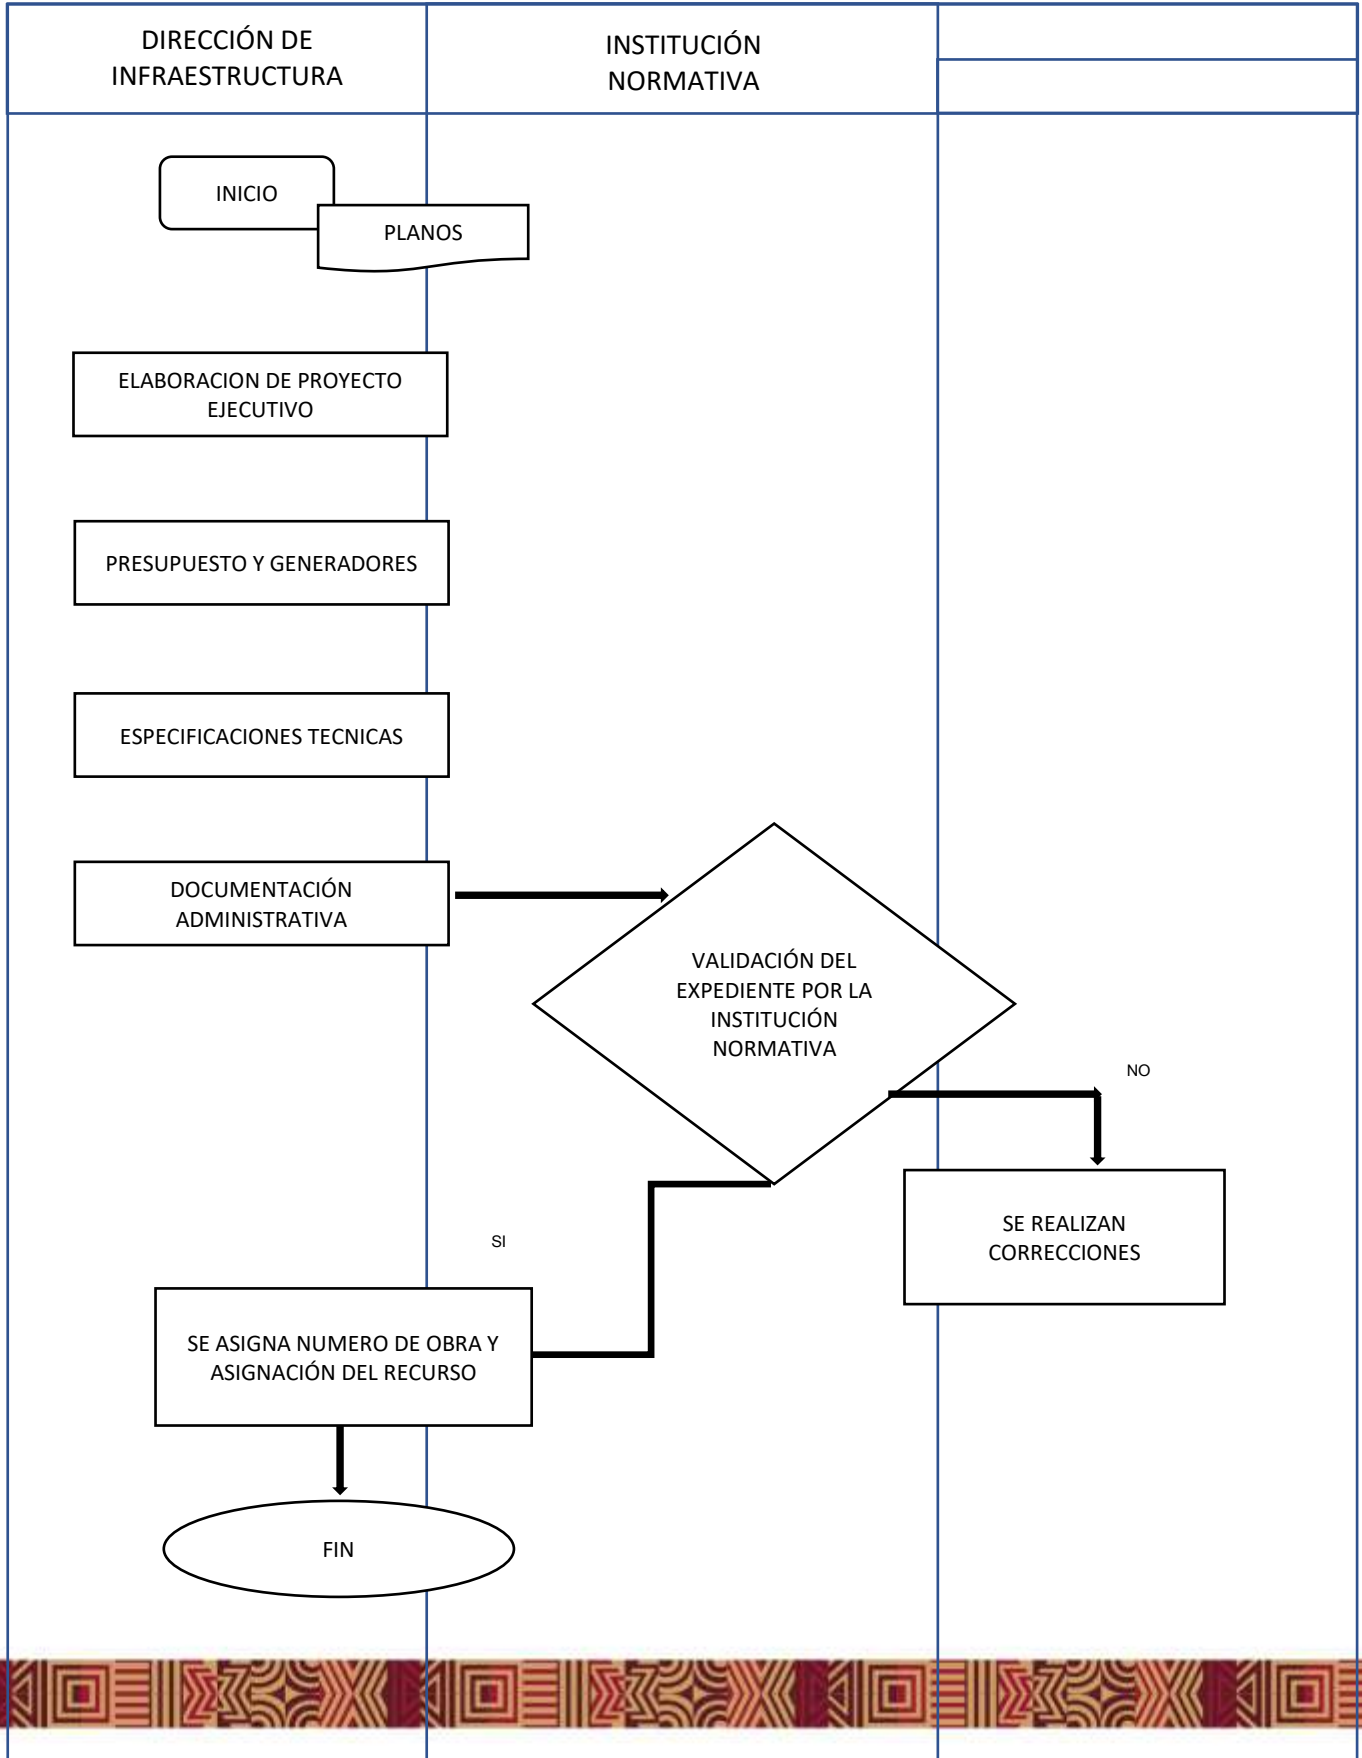 DIRECCIÓN DE
INFRAESTRUCTURA
INSTITUCIÓN
NORMATIVA
INICIO
PLANOS
ELABORACION DE PROYECTO
EJECUTIVO
PRESUPUESTO Y GENERADORES
ESPECIFICACIONES TECNICAS
DOCUMENTACIÓN
ADMINISTRATIVA
VALIDACIÓN DEL
EXPEDIENTE POR LA
INSTITUCIÓN
NORMATIVA
NO
SE REALIZAN
CORRECCIONES
SI
SE ASIGNA NUMERO DE OBRA Y
ASIGNACIÓN DEL RECURSO
FIN